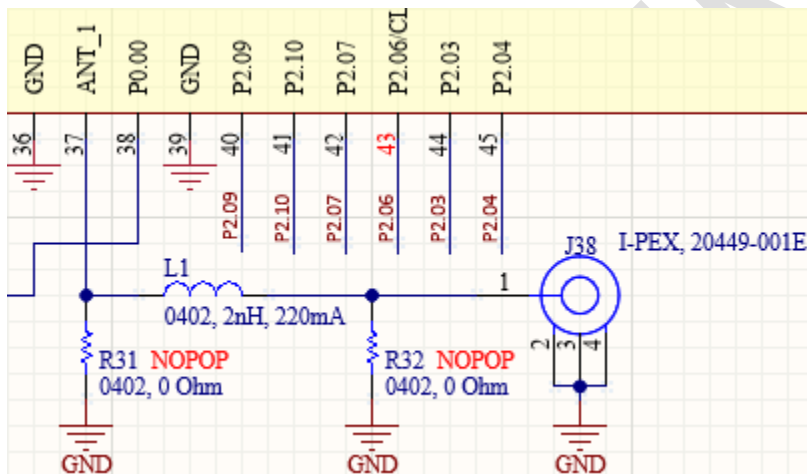 GND
ANT_1
P0.00
GND
P2.09
P2.10
P2.07
P2.06/CL
P2.03
P2.04
36
37
38
39
40
41
42
43
44
45
P2.09
P2.10
P2.07
P2.06
P2.03
P2.04
J38 I-PEX, 20449-001E
L1
1
0402, 2nH, 220mA
R31 NOPOP
0402, 0 Ohm
R32 NOPOP
0402, 0 Ohm
2
3
4
GND
GND
GND